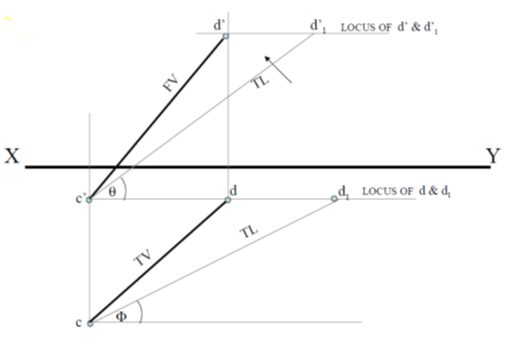 d' d'₁ LOCUS OF d' & d'₁
FV
TL
X Y
c' θ d d₁ LOCUS OF d & d₁
TV TL
c Φ